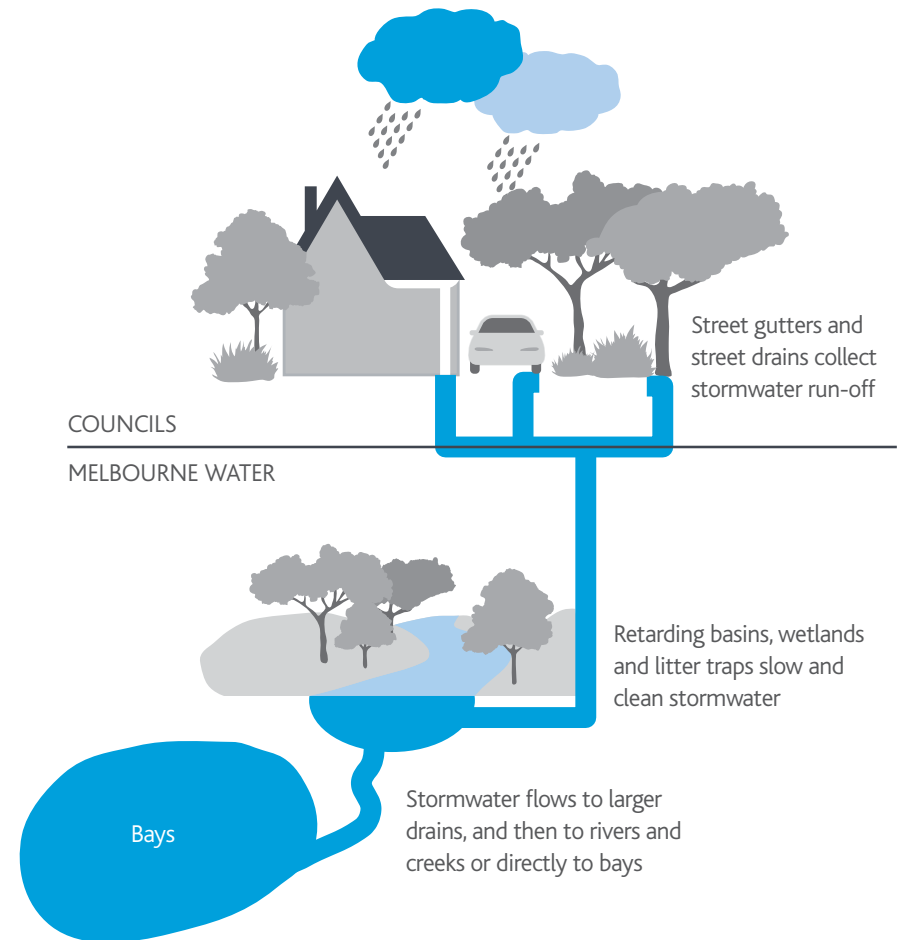 Street gutters and
street drains collect
stormwater run-off
COUNCILS
MELBOURNE WATER
Retarding basins, wetlands
and litter traps slow and
clean stormwater
Stormwater flows to larger
drains, and then to rivers and
creeks or directly to bays
Bays